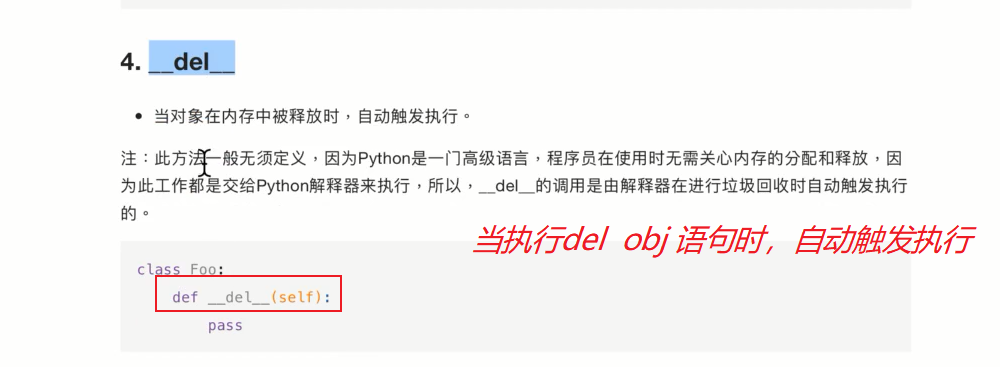 4. __del__
• 当对象在内存中被释放时，自动触发执行。
注：此方法一般无须定义，因为Python是一门高级语言，程序员在使用时无需关心内存的分配和释放，因
为此工作都是交给Python解释器来执行，所以，__del__的调用是由解释器在进行垃圾回收时自动触发执行
的。
当执行del obj 语句时，自动触发执行
class Foo:
    def __del__(self):
        pass